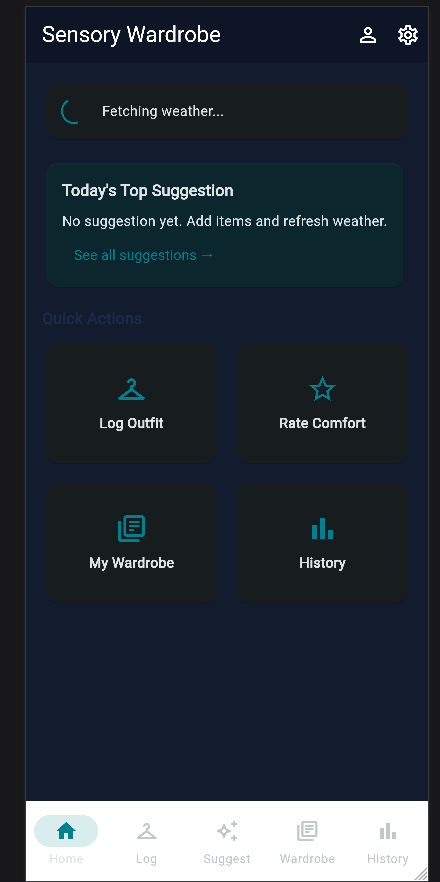 Sensory Wardrobe
Fetching weather...
Today's Top Suggestion
No suggestion yet. Add items and refresh weather.
See all suggestions →
Quick Actions
Log Outfit
Rate Comfort
My Wardrobe
History
Home
Log
Suggest
Wardrobe
History